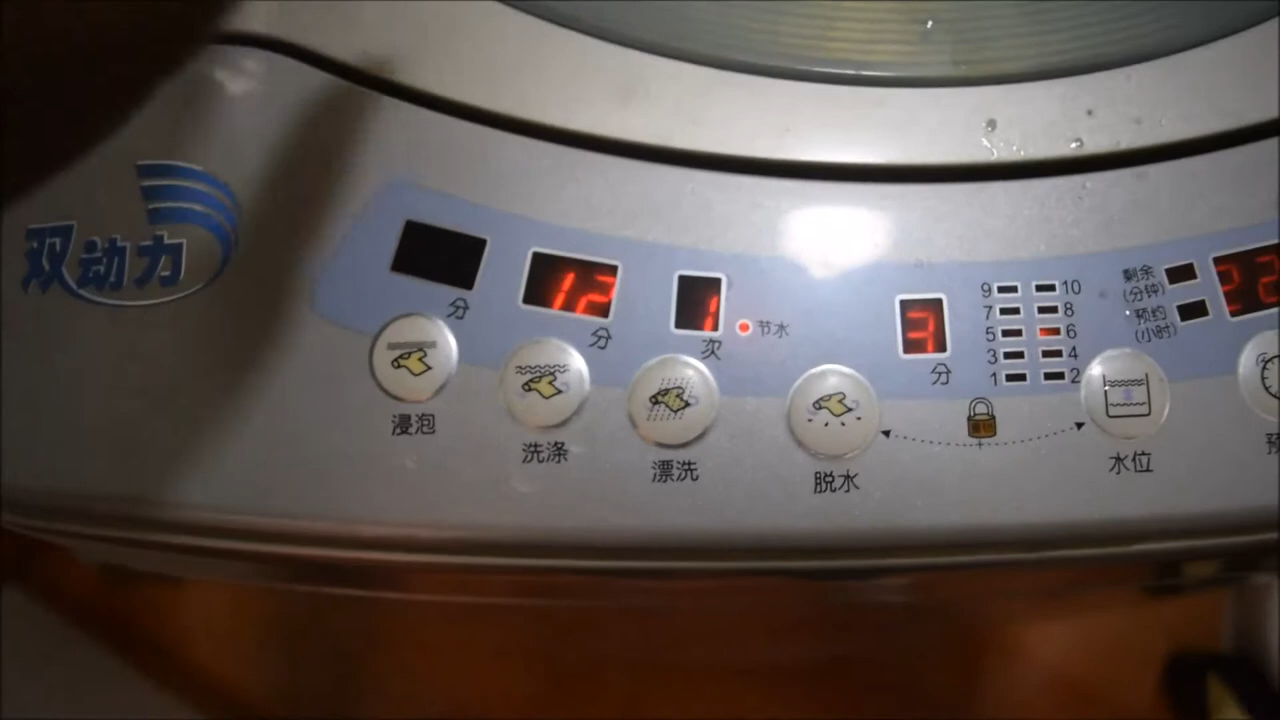 双动力
分
12
分
1
次
节水
3
分
9 10
7 8
5 6
3 4
1 2
剩余
(分钟)
预约
(小时)
22
浸泡
洗涤
漂洗
脱水
水位
预